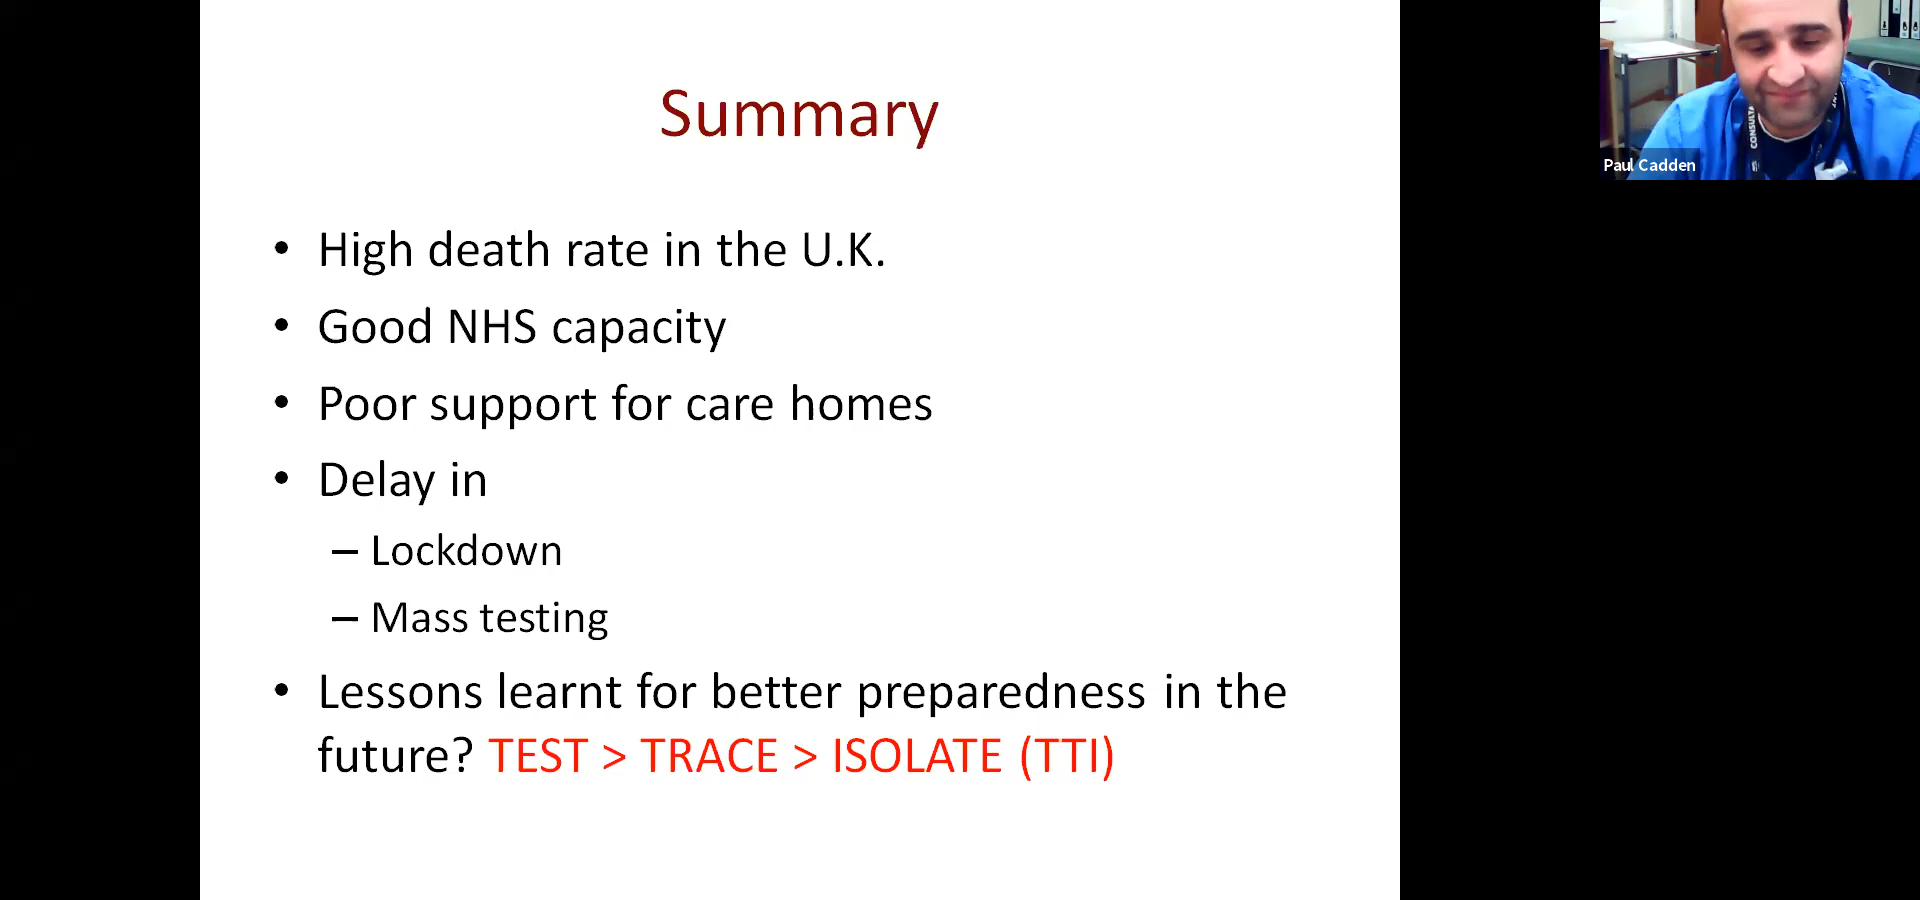 Summary
• High death rate in the U.K.
• Good NHS capacity
• Poor support for care homes
• Delay in
– Lockdown
– Mass testing
• Lessons learnt for better preparedness in the
future? TEST > TRACE > ISOLATE (TTI)
Paul Cadden